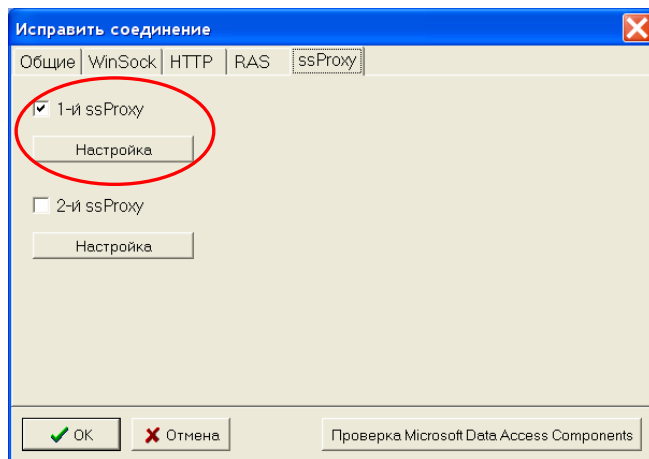 Исправить соединение
Общие WinSock HTTP RAS ssProxy
1-й ssProxy
Настройка
2-й ssProxy
Настройка
OK Отмена Проверка Microsoft Data Access Components